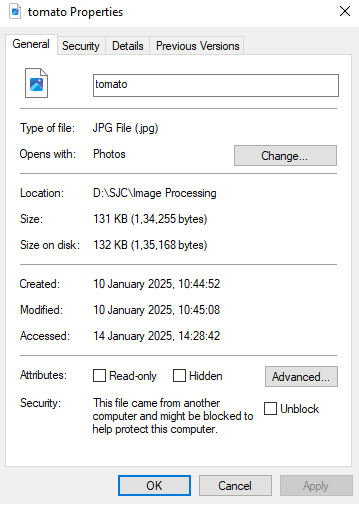 tomato Properties
General Security Details Previous Versions
tomato
Type of file: JPG File (.jpg)
Opens with: Photos Change...
Location: D:\SJC\Image Processing
Size: 131 KB (1,34,255 bytes)
Size on disk: 132 KB (1,35,168 bytes)
Created: 10 January 2025, 10:44:52
Modified: 10 January 2025, 10:45:08
Accessed: 14 January 2025, 14:28:42
Attributes: Read-only Hidden Advanced...
Security: This file came from another
computer and might be blocked to
help protect this computer.
Unblock
OK Cancel Apply